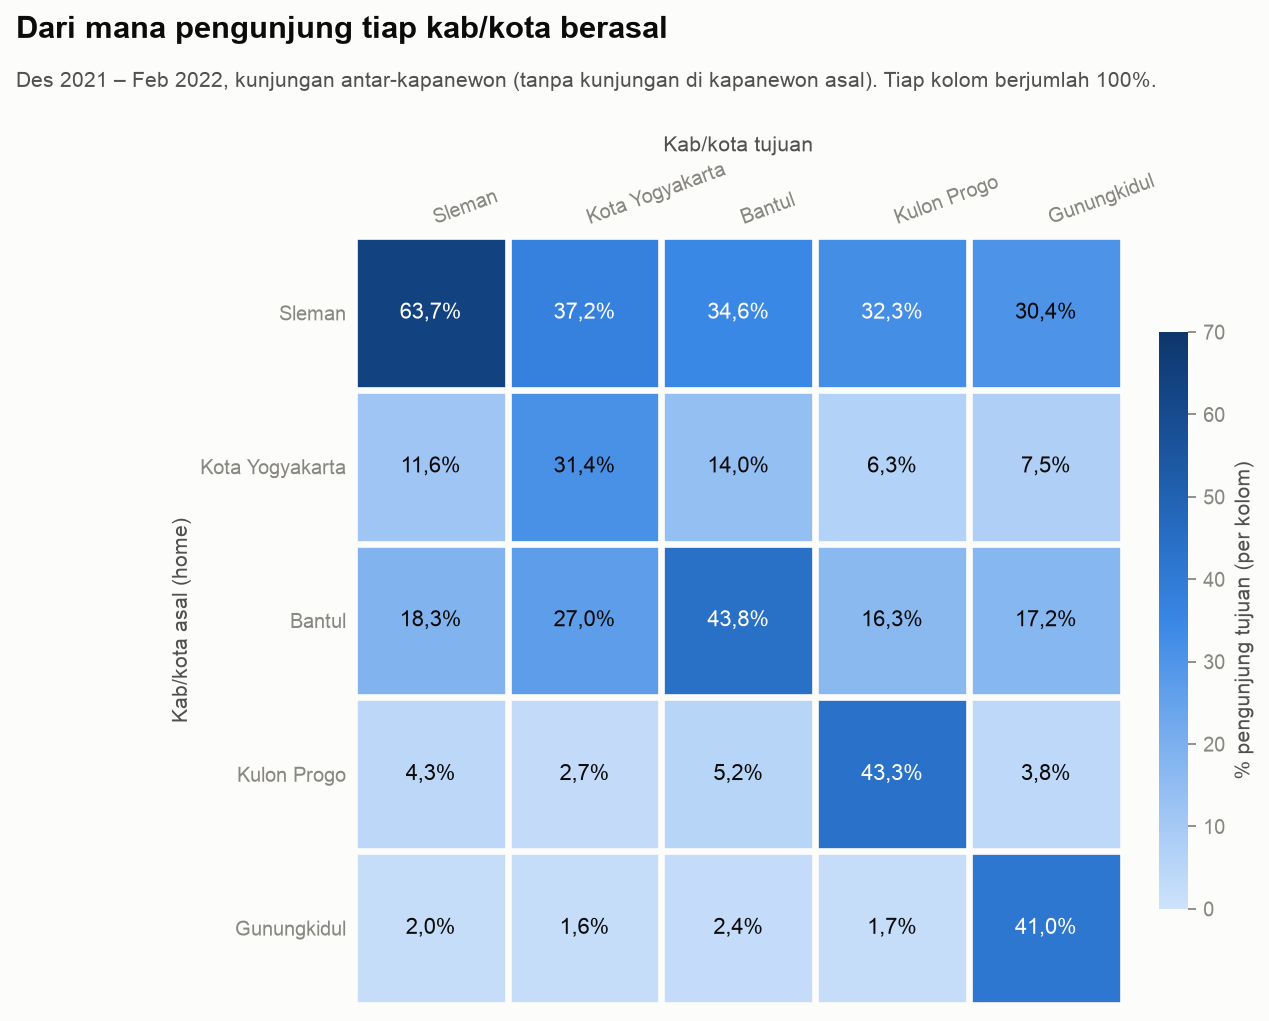 Dari mana pengunjung tiap kab/kota berasal
Des 2021 – Feb 2022, kunjungan antar-kapanewon (tanpa kunjungan di kapanewon asal). Tiap kolom berjumlah 100%.
Kab/kota tujuan
Sleman
Kota Yogyakarta
Bantul
Kulon Progo
Gunungkidul
Kab/kota asal (home)
Sleman 63,7% 37,2% 34,6% 32,3% 30,4%
Kota Yogyakarta 11,6% 31,4% 14,0% 6,3% 7,5%
Bantul 18,3% 27,0% 43,8% 16,3% 17,2%
Kulon Progo 4,3% 2,7% 5,2% 43,3% 3,8%
Gunungkidul 2,0% 1,6% 2,4% 1,7% 41,0%
70
60
50
40
30
20
10
0
% pengunjung tujuan (per kolom)